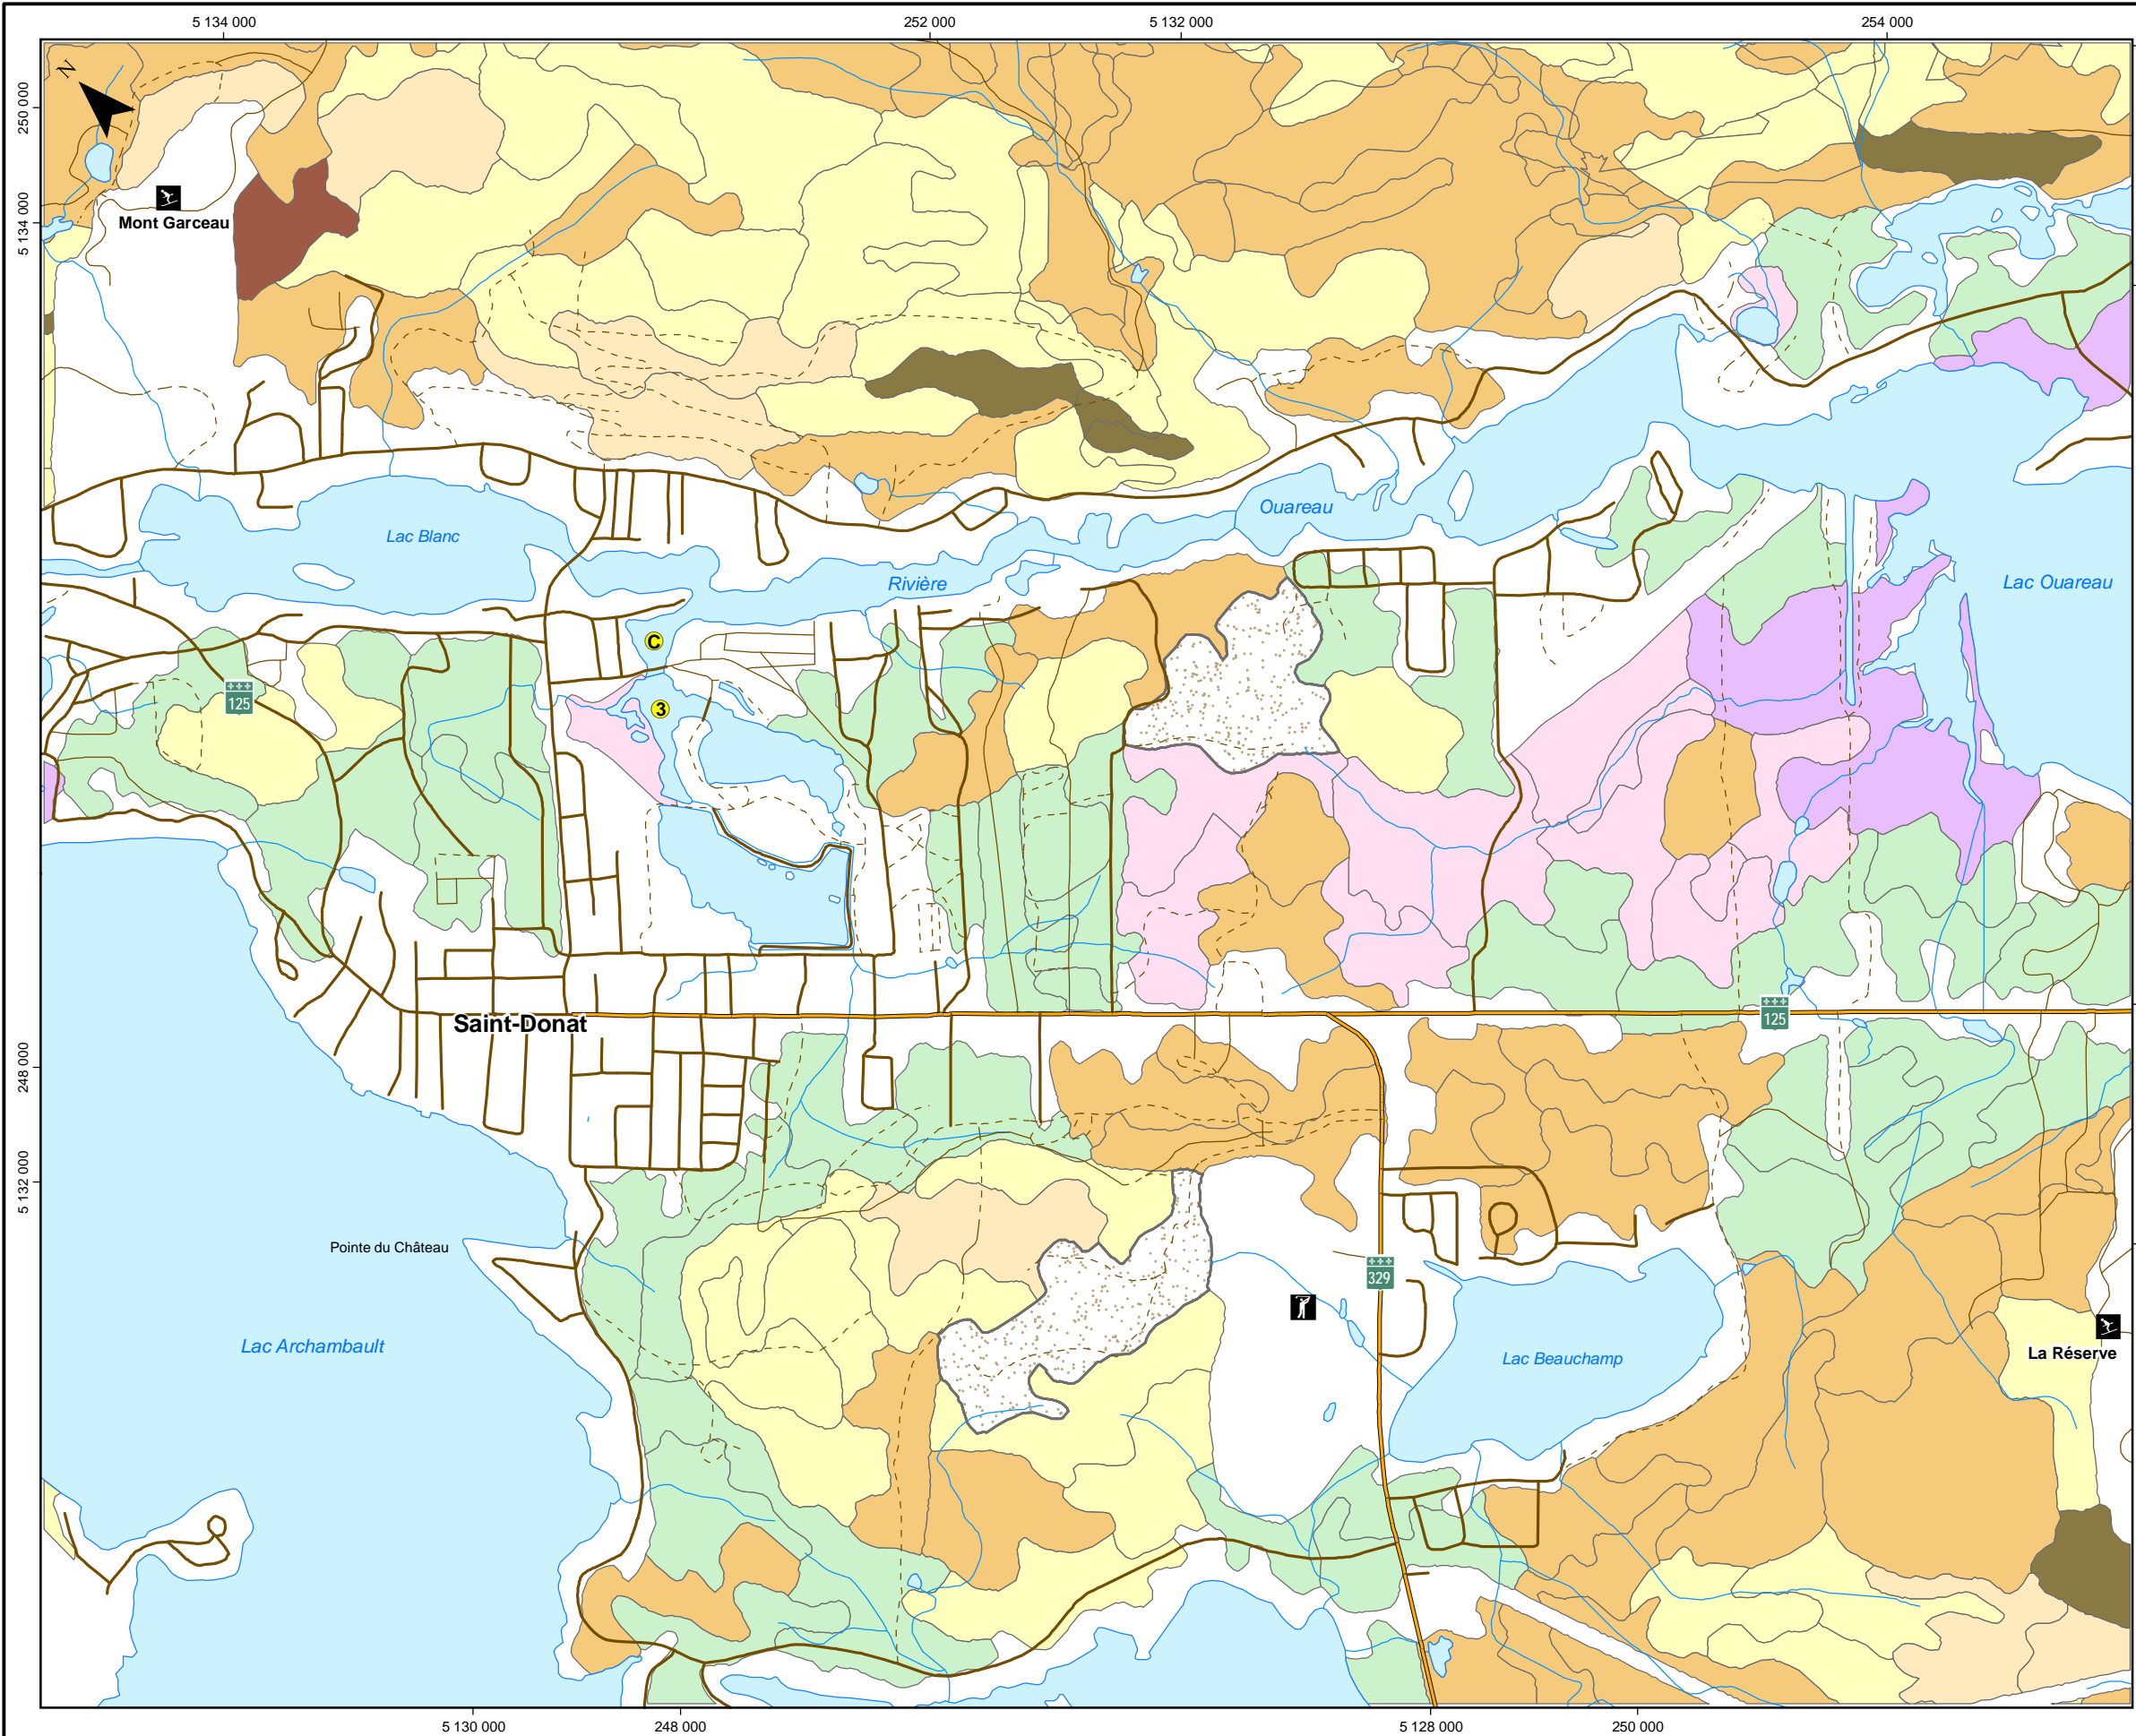 5 134 000
252 000
5 132 000
254 000
N
250 000
5 134 000
Mont Garceau
Ouareau
Lac Blanc
Rivière
Lac Ouareau
C
125
3
125
Saint-Donat
248 000
5 132 000
Pointe du Château
329
Lac Archambault
Lac Beauchamp
La Réserve
5 130 000
248 000
5 128 000
250 000